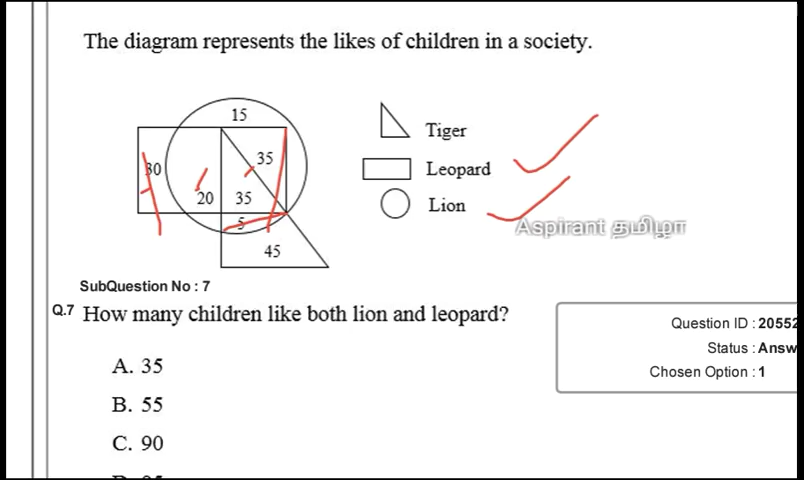 The diagram represents the likes of children in a society.
15
30
35
20
35
5
45
Tiger
Leopard
Lion
Aspirant தமிழா
SubQuestion No : 7
Q.7 How many children like both lion and leopard?
A. 35
B. 55
C. 90
Question ID : 20552
Status : Answ
Chosen Option : 1